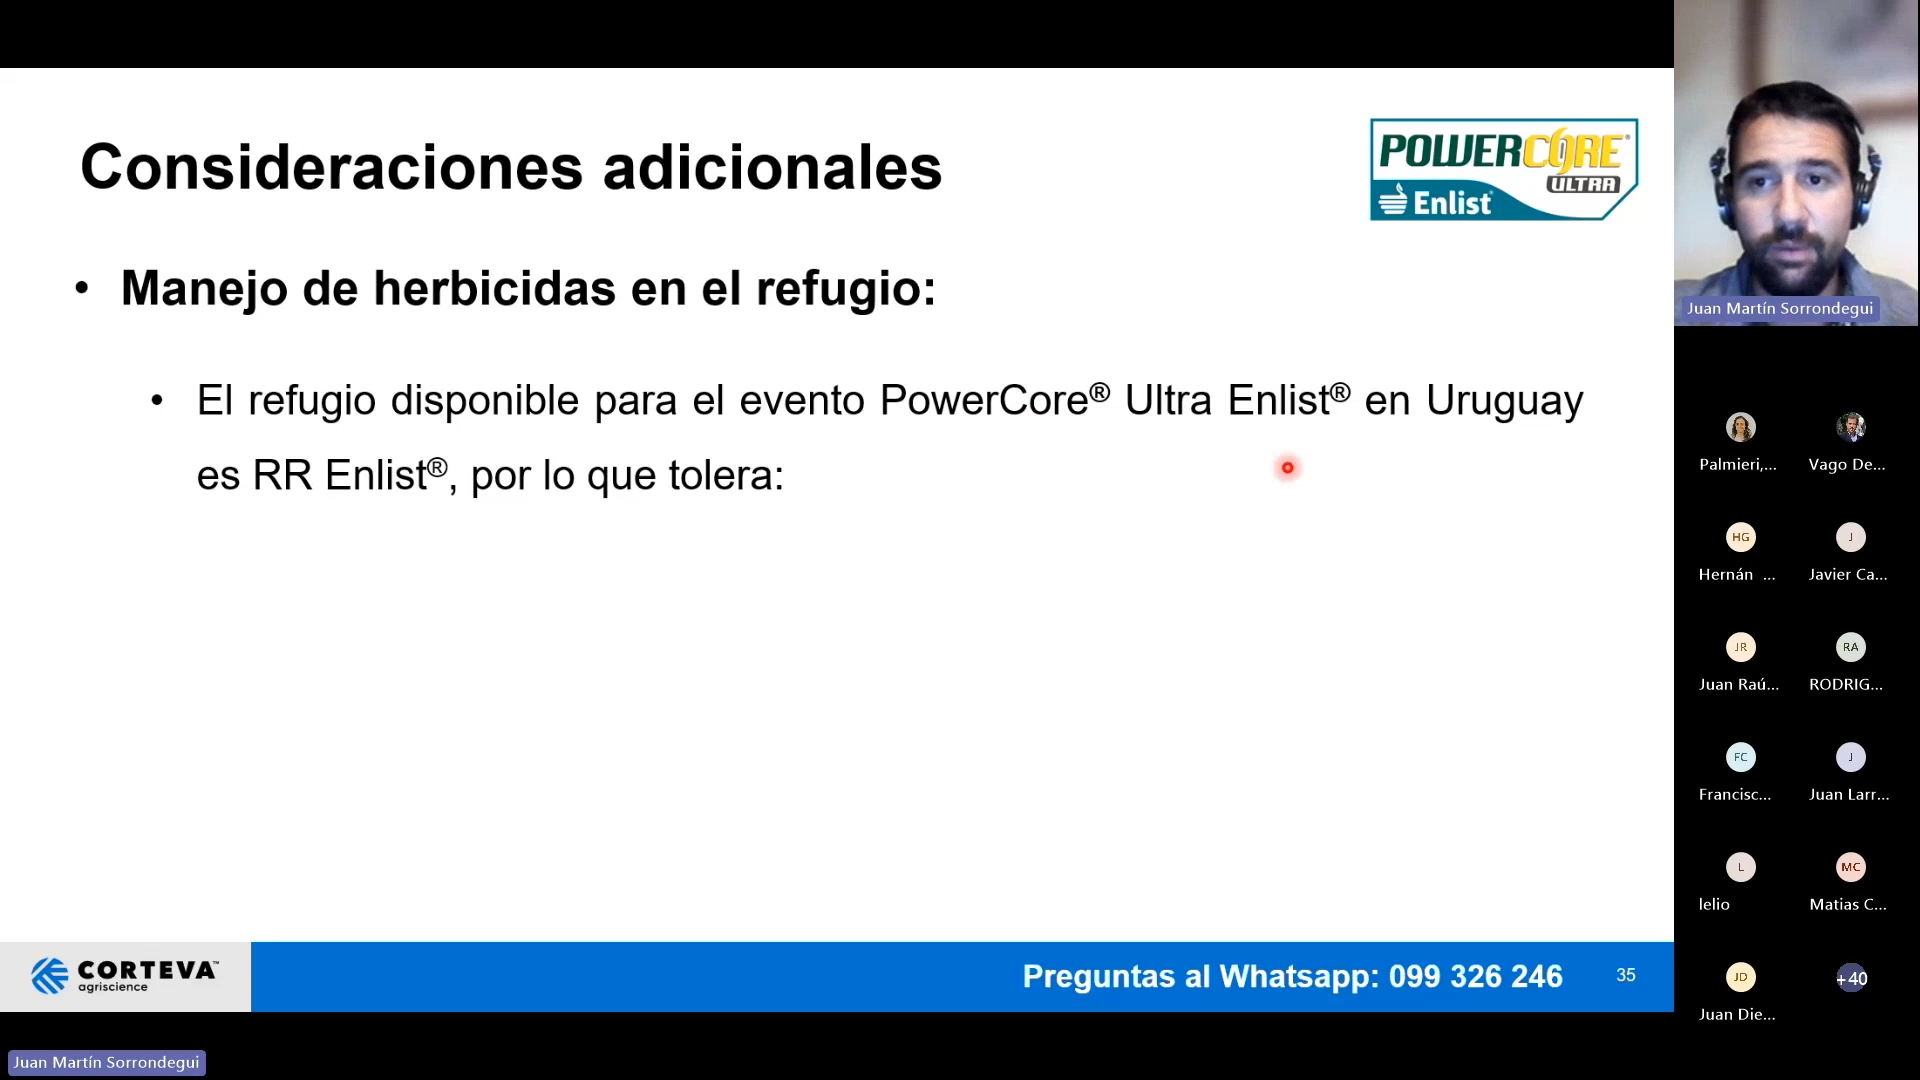 Consideraciones adicionales
POWERCORE®
ULTRA
Enlist®
• Manejo de herbicidas en el refugio:
• El refugio disponible para el evento PowerCore® Ultra Enlist® en Uruguay
es RR Enlist®, por lo que tolera:
CORTEVA™
agriscience
Preguntas al Whatsapp: 099 326 246
35
Juan Martín Sorrondegui
Juan Martín Sorrondegui
Palmieri,...
Vago De...
HG
J
Hernán ...
Javier Ca...
JR
RA
Juan Raú...
RODRIG...
FC
J
Francisc...
Juan Larr...
L
MC
lelio
Matias C...
JD
+40
Juan Die...